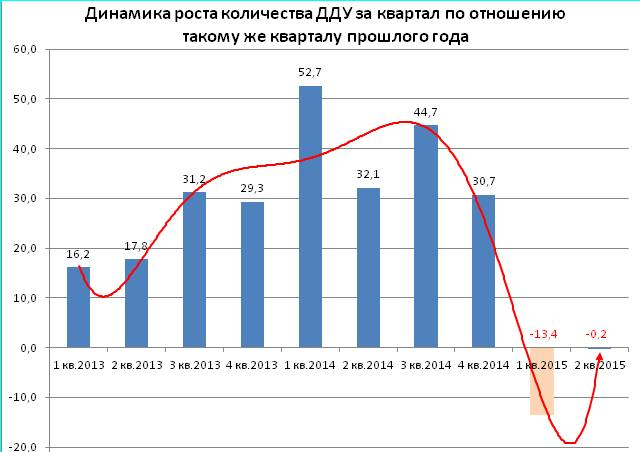 Динамика роста количества ДДУ за квартал по отношению
такому же кварталу прошлого года
60,0
50,0
40,0
30,0
20,0
10,0
0,0
-10,0
-20,0
16,2
17,8
31,2
29,3
52,7
32,1
44,7
30,7
-13,4
-0,2
1 кв.2013
2 кв.2013
3 кв.2013
4 кв.2013
1 кв.2014
2 кв.2014
3 кв.2014
4 кв.2014
1 кв.2015
2 кв.2015